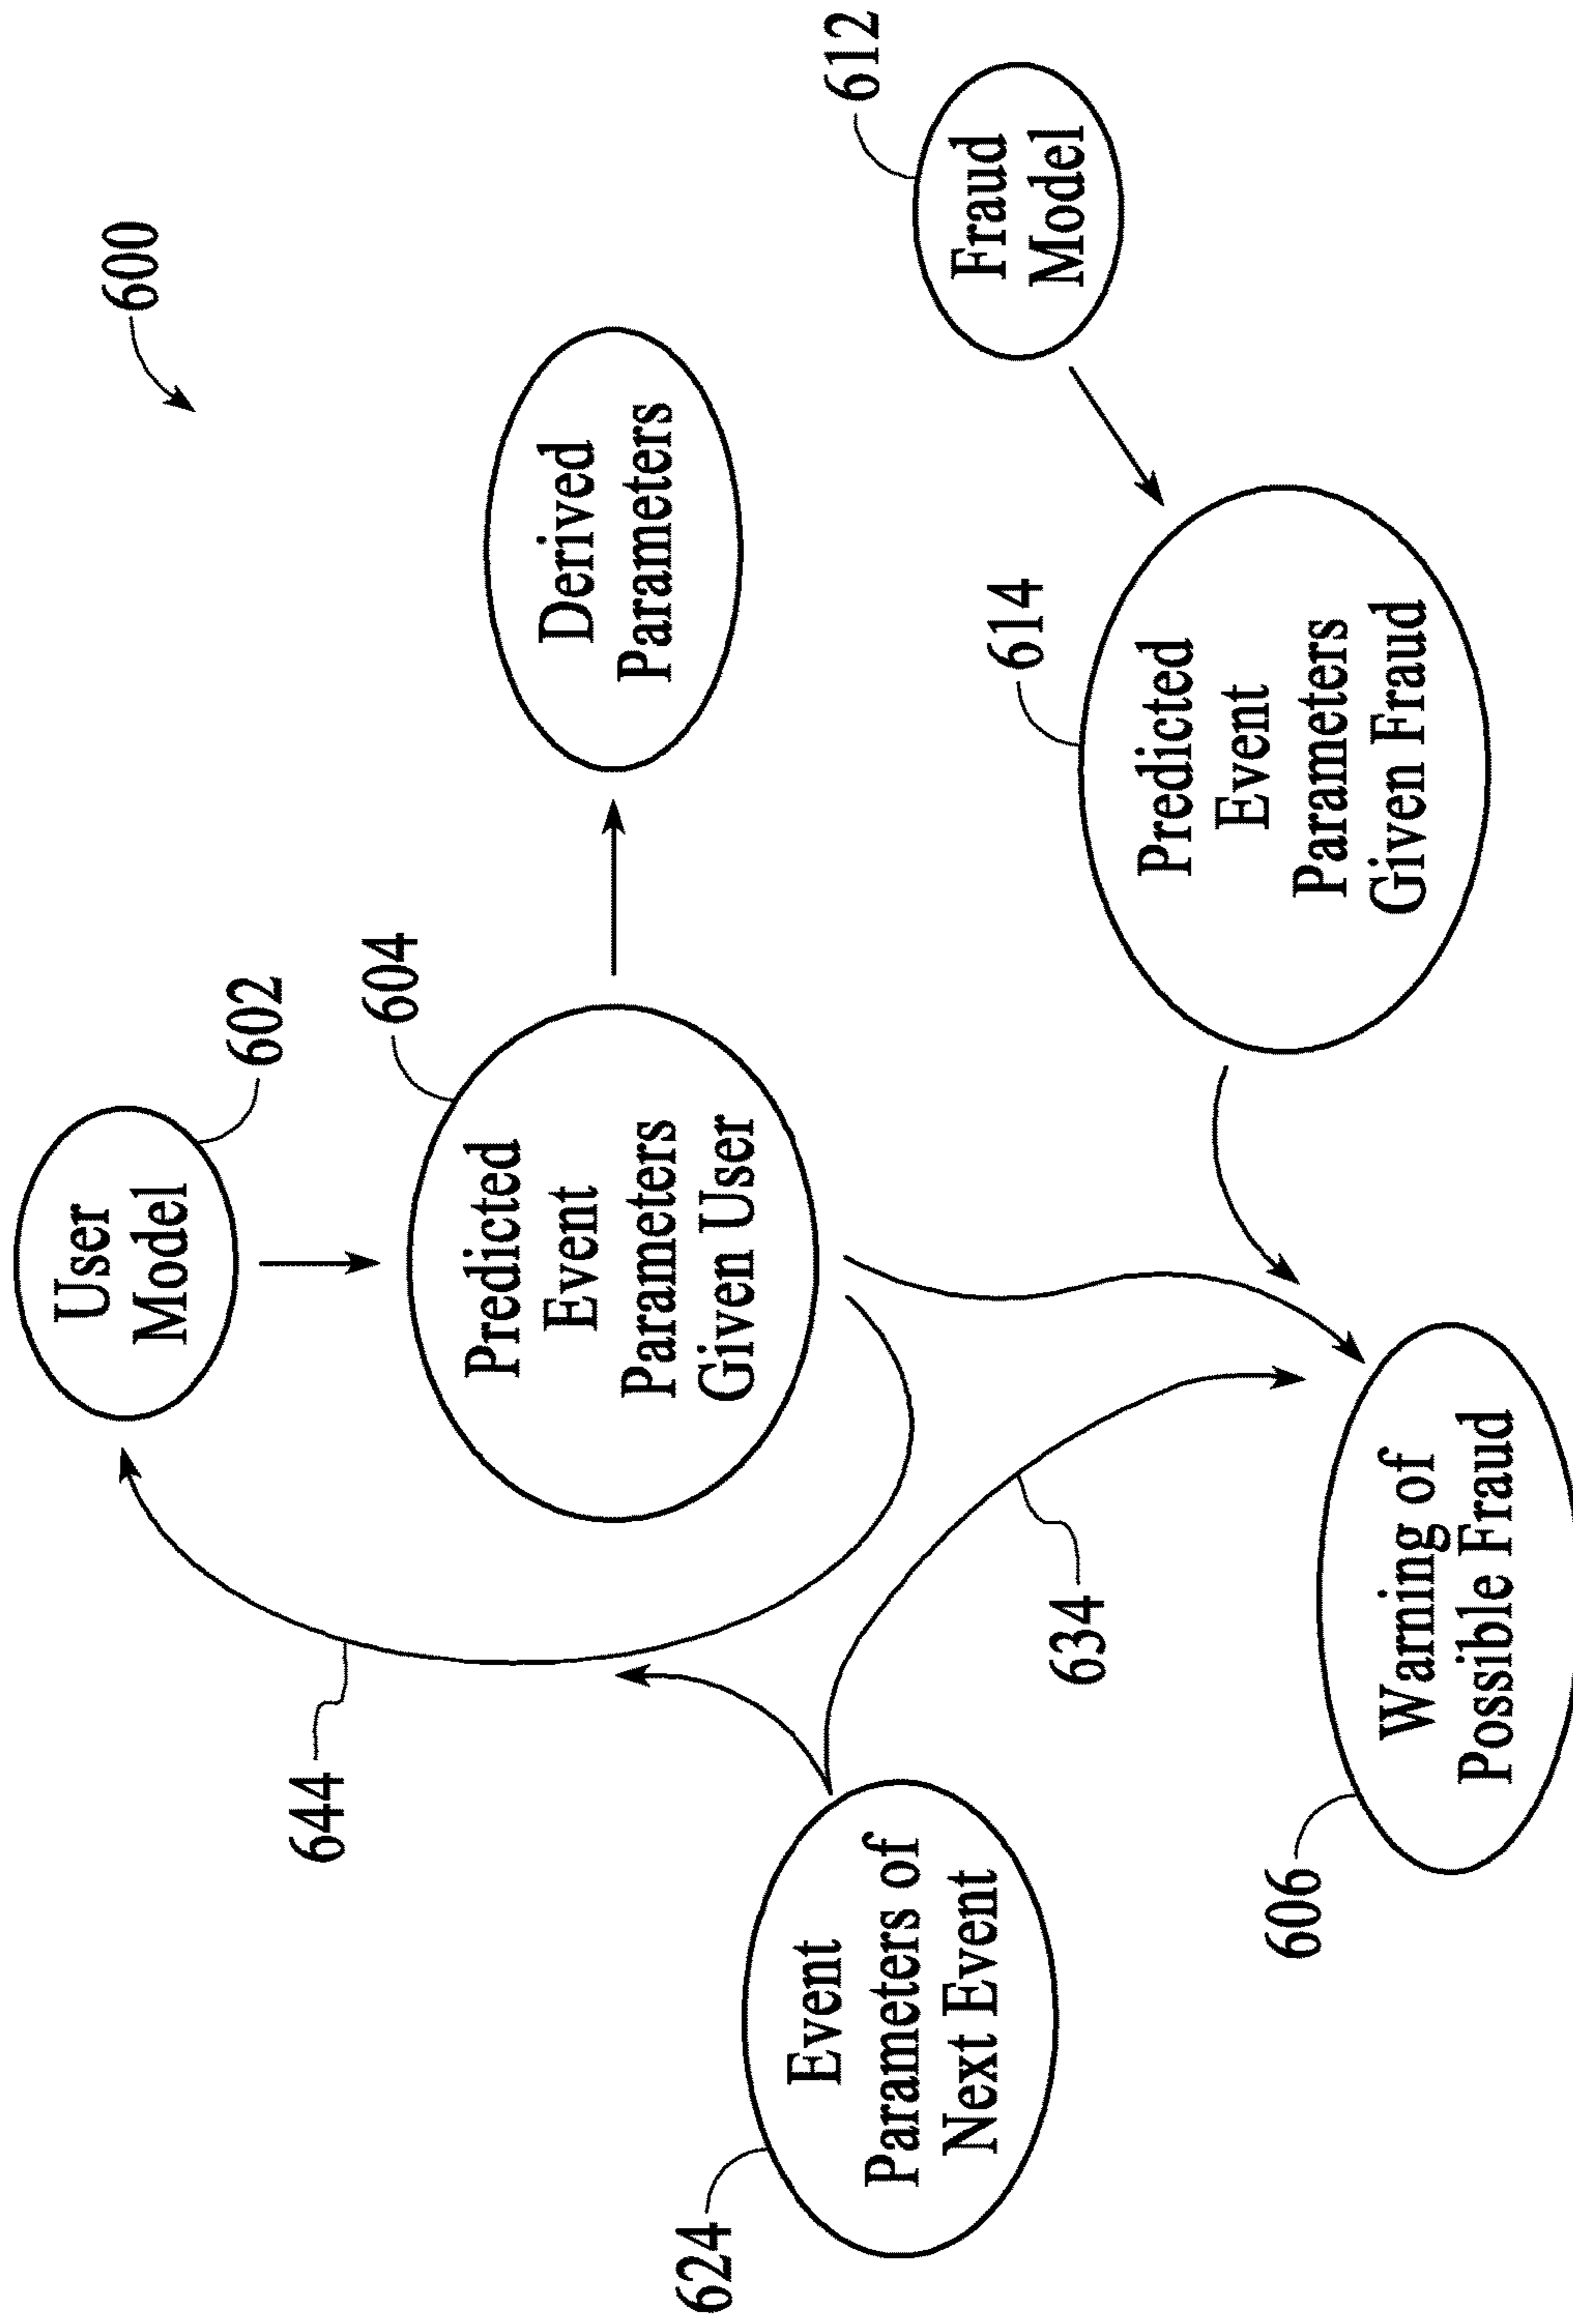 600
User
Model
602
604
Predicted
Event
Parameters
Given User
Derived
Parameters
644
624
Event
Parameters of
Next Event
634
612
Fraud
Model
614
Predicted
Event
Parameters
Given Fraud
606
Warning of
Possible Fraud